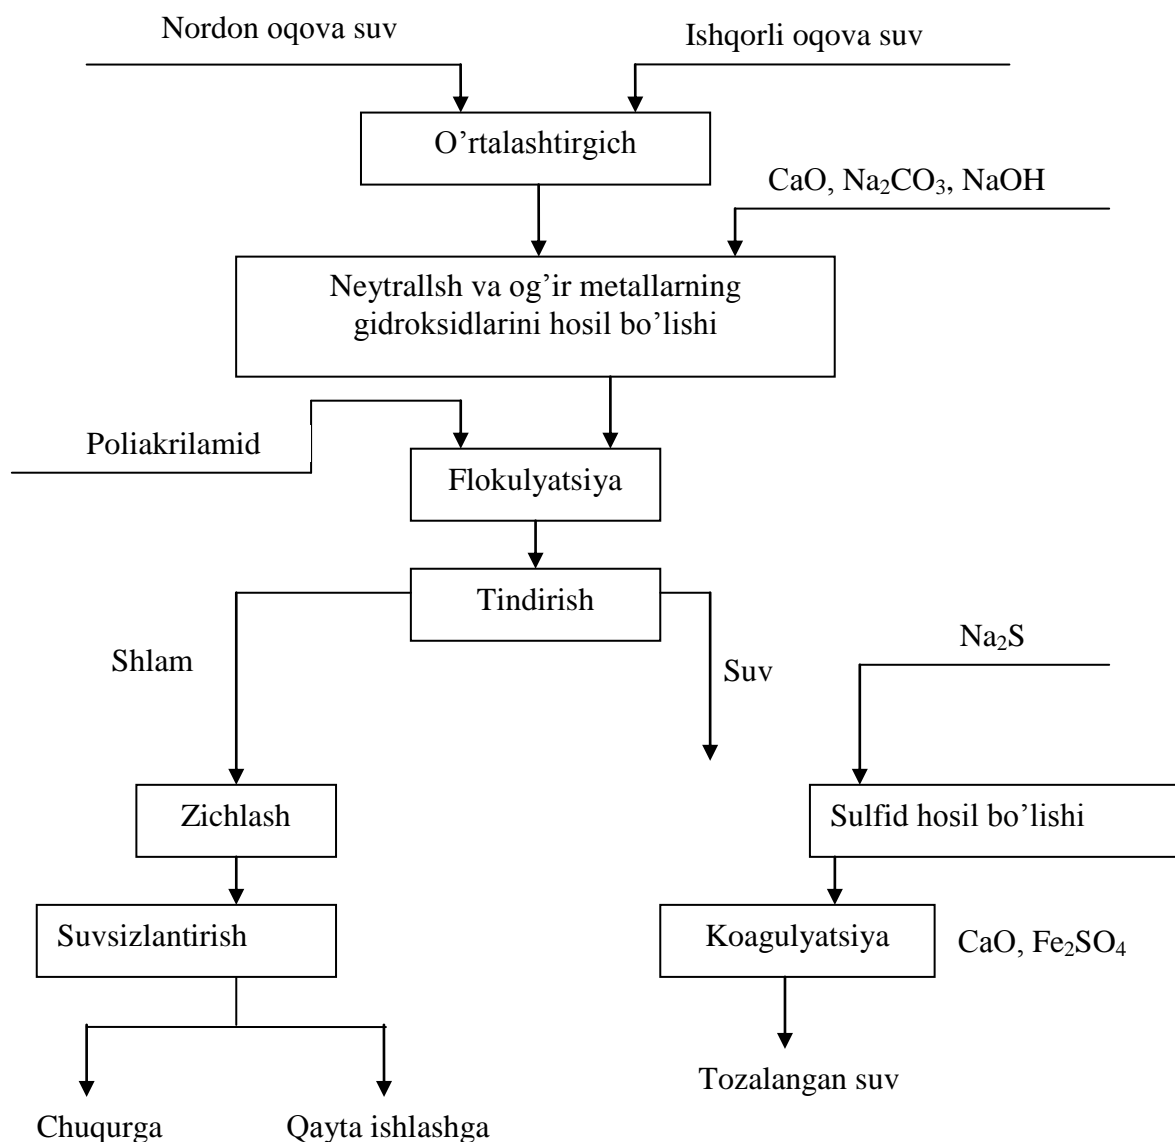 Nordon oqova suv
Ishqorli oqova suv
O’rtalashtirgich
CaO, Na₂CO₃, NaOH
Neytrallsh va og’ir metallarning
gidroksidlarini hosil bo’lishi
Poliakrilamid
Flokulyatsiya
Tindirish
Shlam
Suv
Na₂S
Zichlash
Sulfid hosil bo’lishi
Suvsizlantirish
Koagulyatsiya
CaO, Fe₂SO₄
Tozalangan suv
Chuqurga
Qayta ishlashga